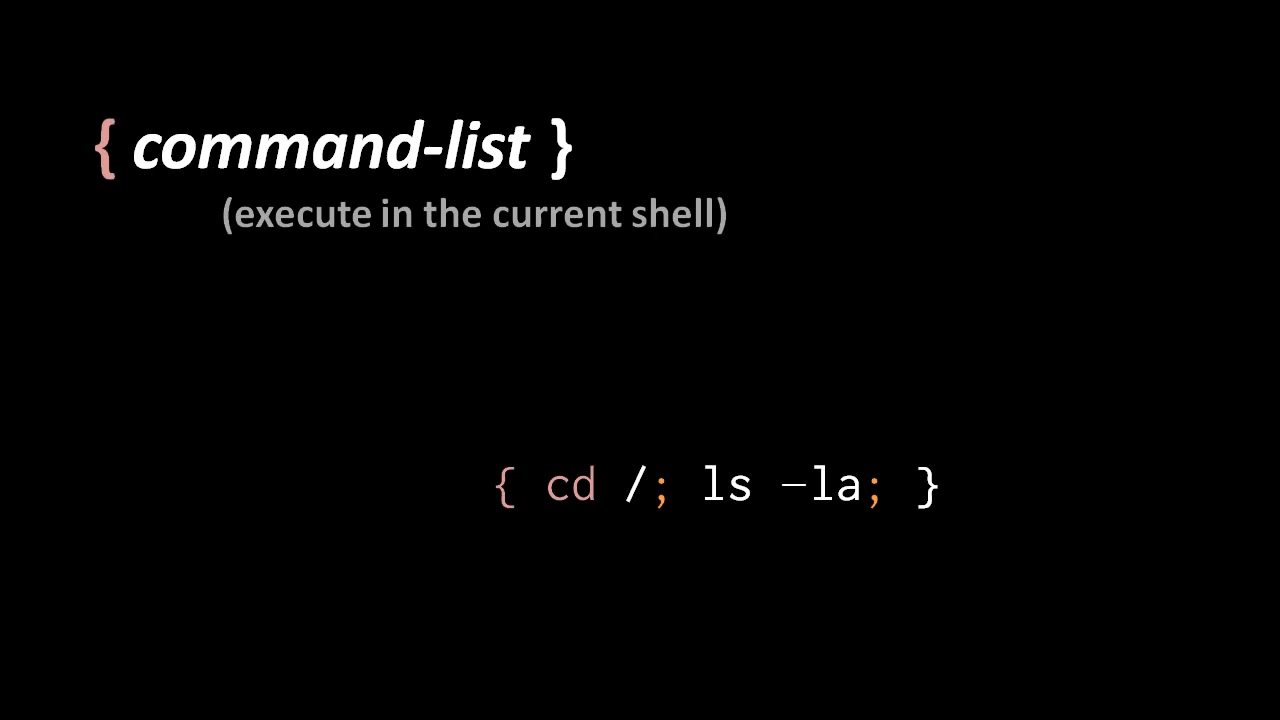 { command-list }
(execute in the current shell)
{ cd /; ls -la; }